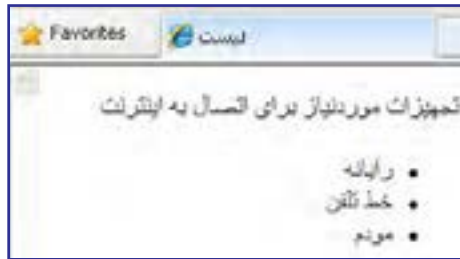 Favorites
لیست
تجهیزات موردنیاز برای اتصال به اینترنت
• رایانه
• خط تلفن
• مودم